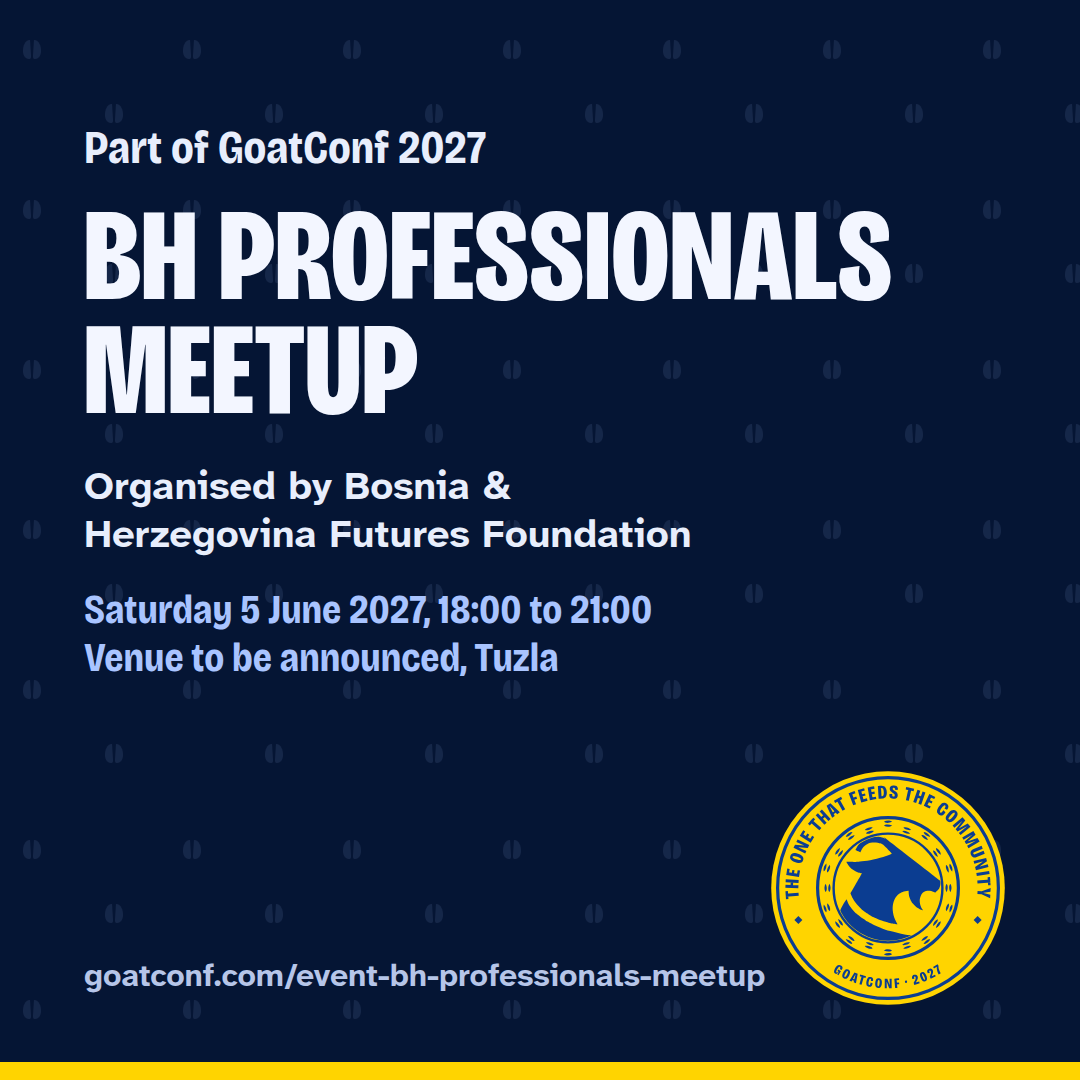 Part of GoatConf 2027
BH PROFESSIONALS
MEETUP
Organised by Bosnia &
Herzegovina Futures Foundation
Saturday 5 June 2027, 18:00 to 21:00
Venue to be announced, Tuzla
THE ONE THAT FEEDS THE COMMUNITY
GOATCONF · 2027
goatconf.com/event-bh-professionals-meetup